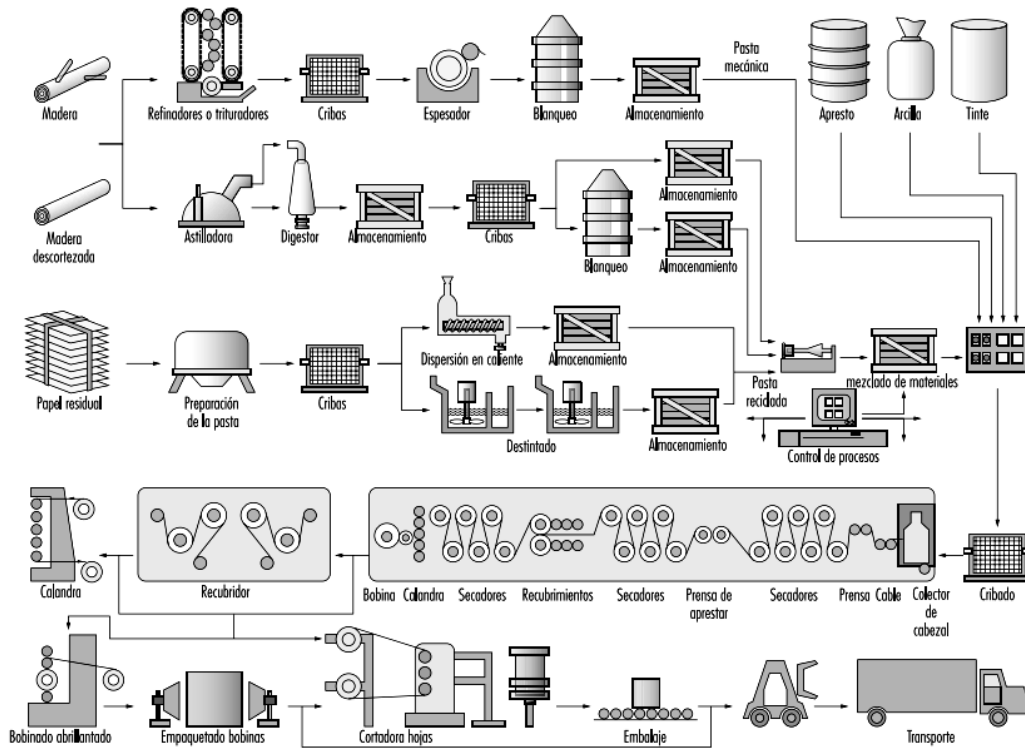 Pasta
mecánica
Madera
Refinadores o trituradores
Cribas
Espesador
Blanqueo
Almacenamiento
Apresto
Arcilla
Tinte
Almacenamiento
Madera
descortezada
Astilladora
Digestor
Almacenamiento
Cribas
Blanqueo
Almacenamiento
Dispersión en caliente
Almacenamiento
Papel residual
Preparación
de la pasta
Cribas
Destintado
Almacenamiento
Pasta
reciclada
mezclado de materiales
Control de procesos
Calandra
Recubridor
Bobina
Calandra
Secadores
Recubrimientos
Secadores
Prensa de
aprestar
Secadores
Prensa
Cable
Colector
de
cabezal
Cribado
Bobinado abrillantado
Empaquetado bobinas
Cortadora hojas
Embalaje
Transporte